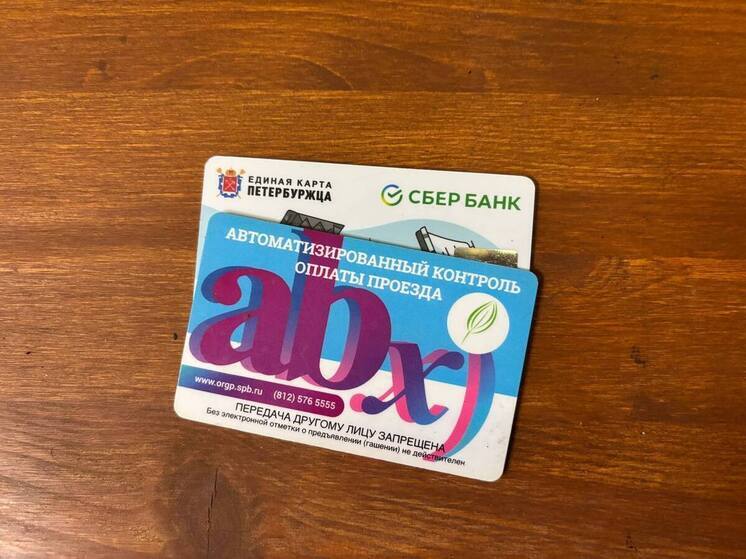 ЕДИНАЯ КАРТА
ПЕТЕРБУРЖЦА
СБЕР БАНК
АВТОМАТИЗИРОВАННЫЙ КОНТРОЛЬ
ОПЛАТЫ ПРОЕЗДА
abx)
www.orgp.spb.ru (812) 576 5555
ПЕРЕДАЧА ДРУГОМУ ЛИЦУ ЗАПРЕЩЕНА
Без электронной отметки о предъявлении (гашении) не действителен